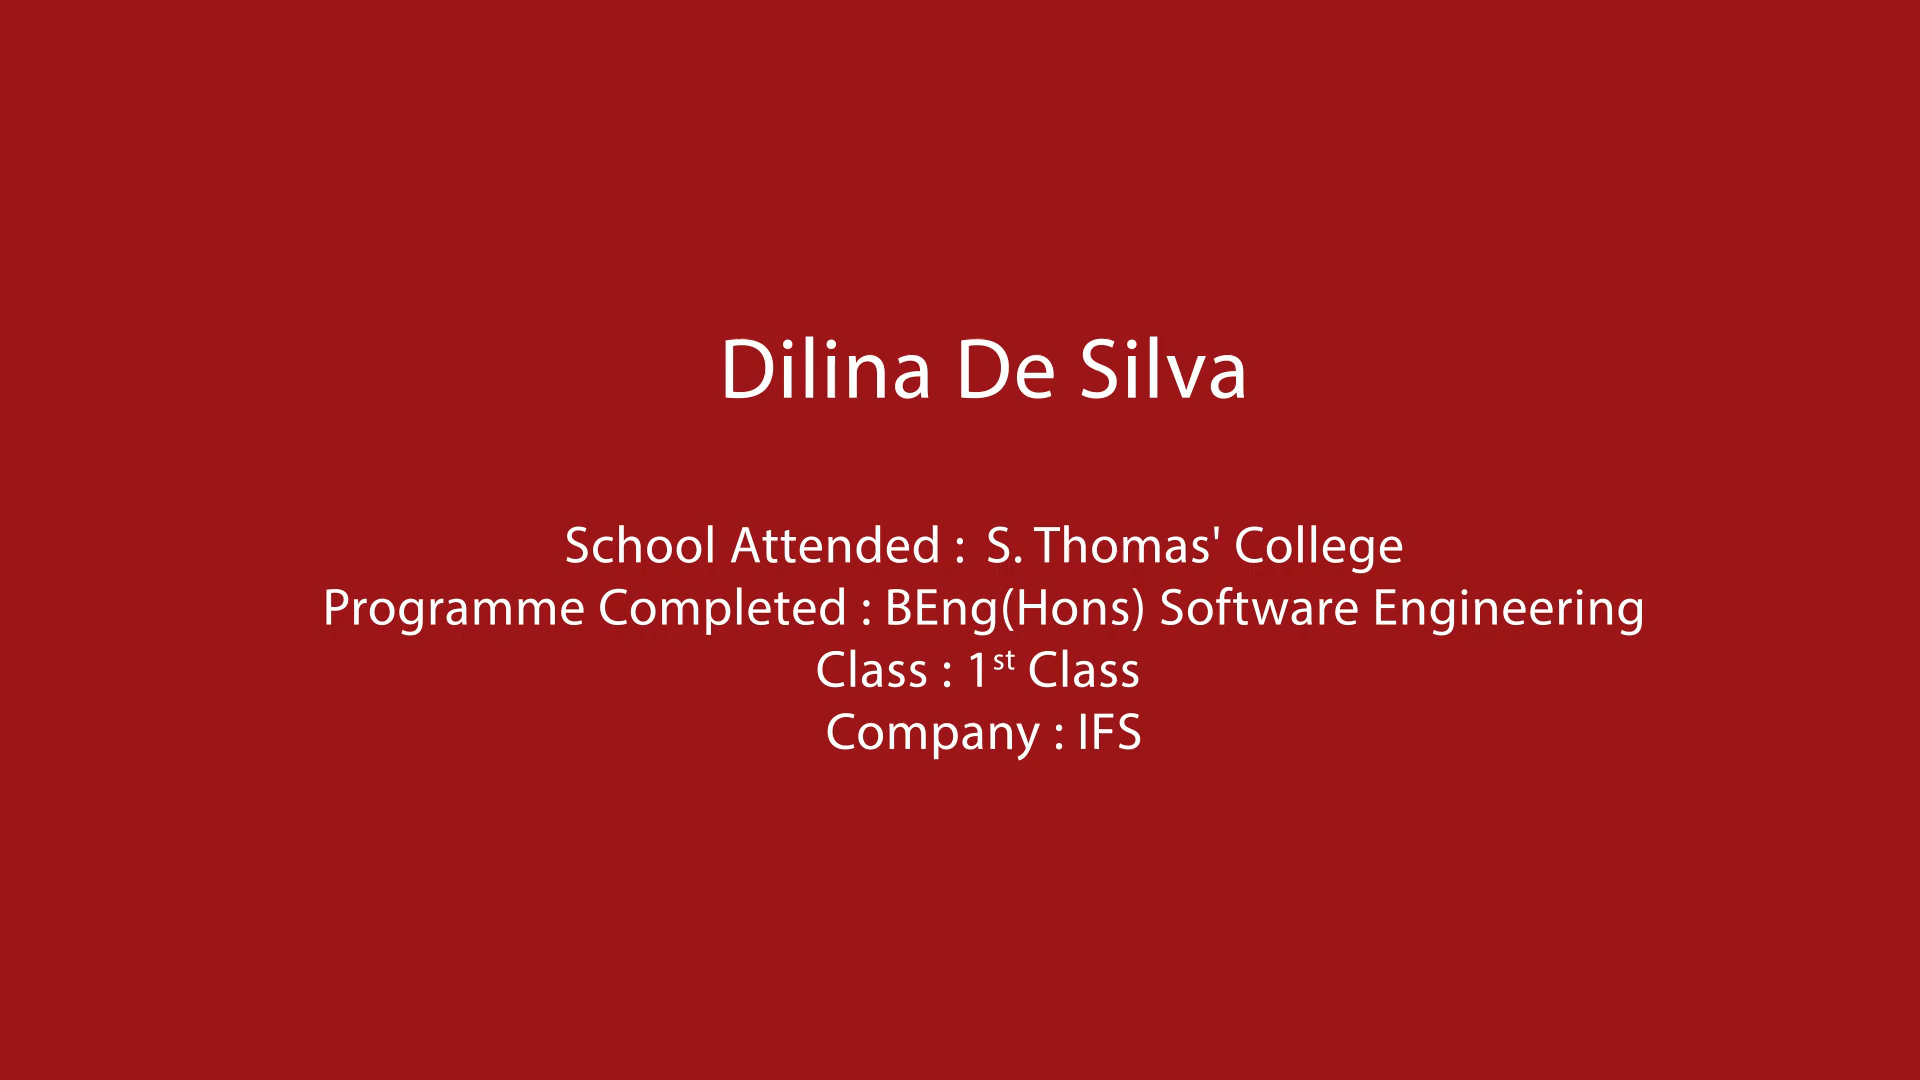 Dilina De Silva
School Attended : S. Thomas' College
Programme Completed : BEng(Hons) Software Engineering
Class : 1st Class
Company : IFS